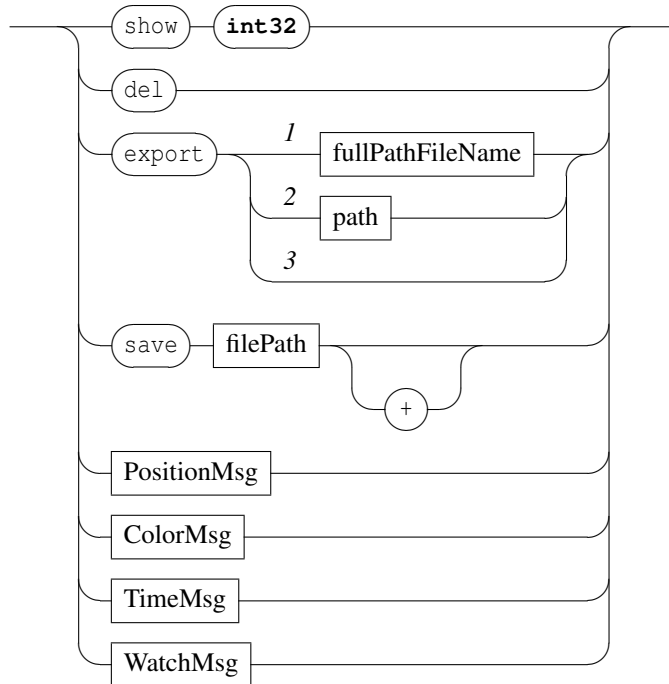 show int32
del
export 1 fullPathFileName
2 path
3
save filePath
+
PositionMsg
ColorMsg
TimeMsg
WatchMsg